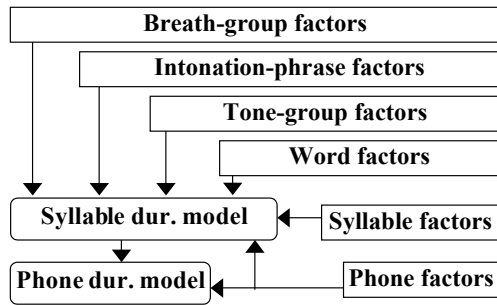 Breath-group factors
Intonation-phrase factors
Tone-group factors
Word factors
Syllable dur. model
Syllable factors
Phone dur. model
Phone factors